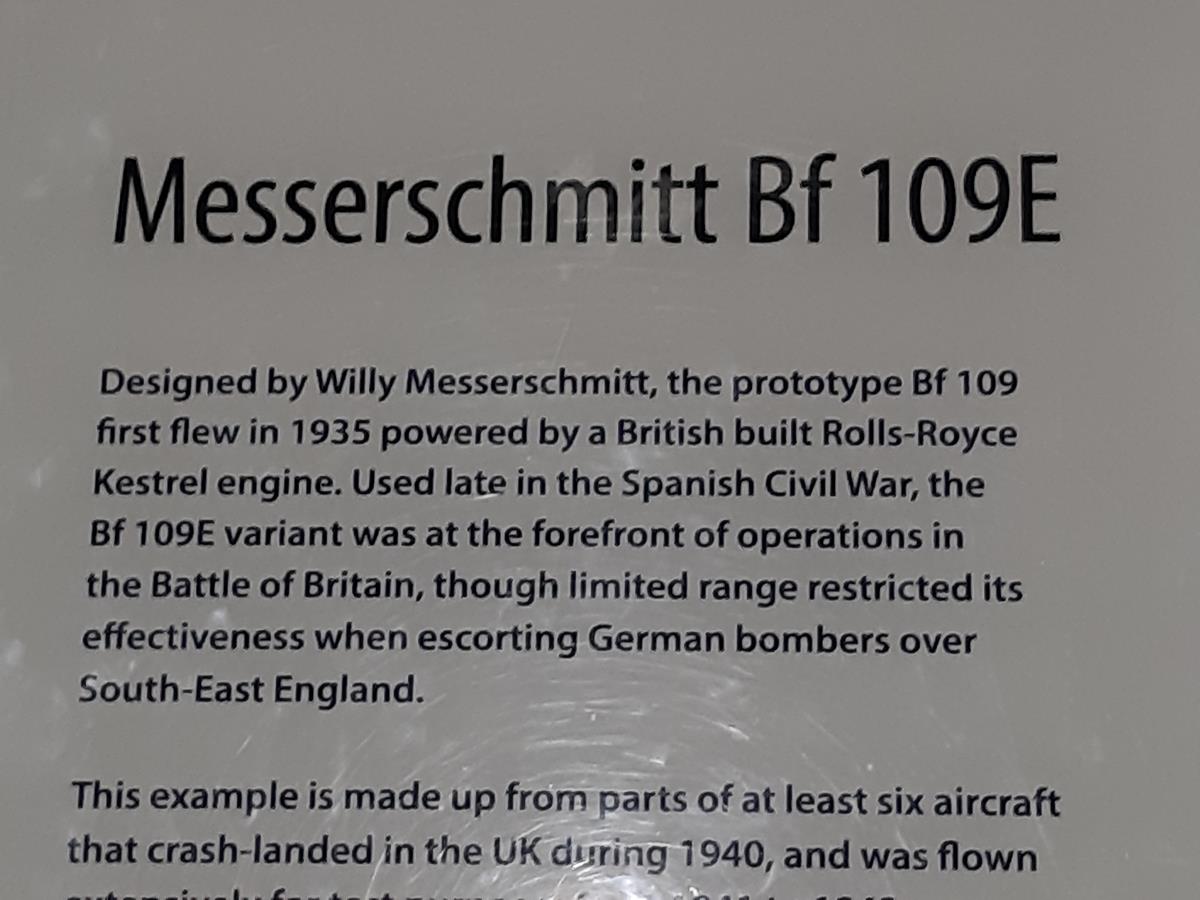 Messerschmitt Bf 109E
Designed by Willy Messerschmitt, the prototype Bf 109
first flew in 1935 powered by a British built Rolls-Royce
Kestrel engine. Used late in the Spanish Civil War, the
Bf 109E variant was at the forefront of operations in
the Battle of Britain, though limited range restricted its
effectiveness when escorting German bombers over
South-East England.
This example is made up from parts of at least six aircraft
that crash-landed in the UK during 1940, and was flown
extensively for test